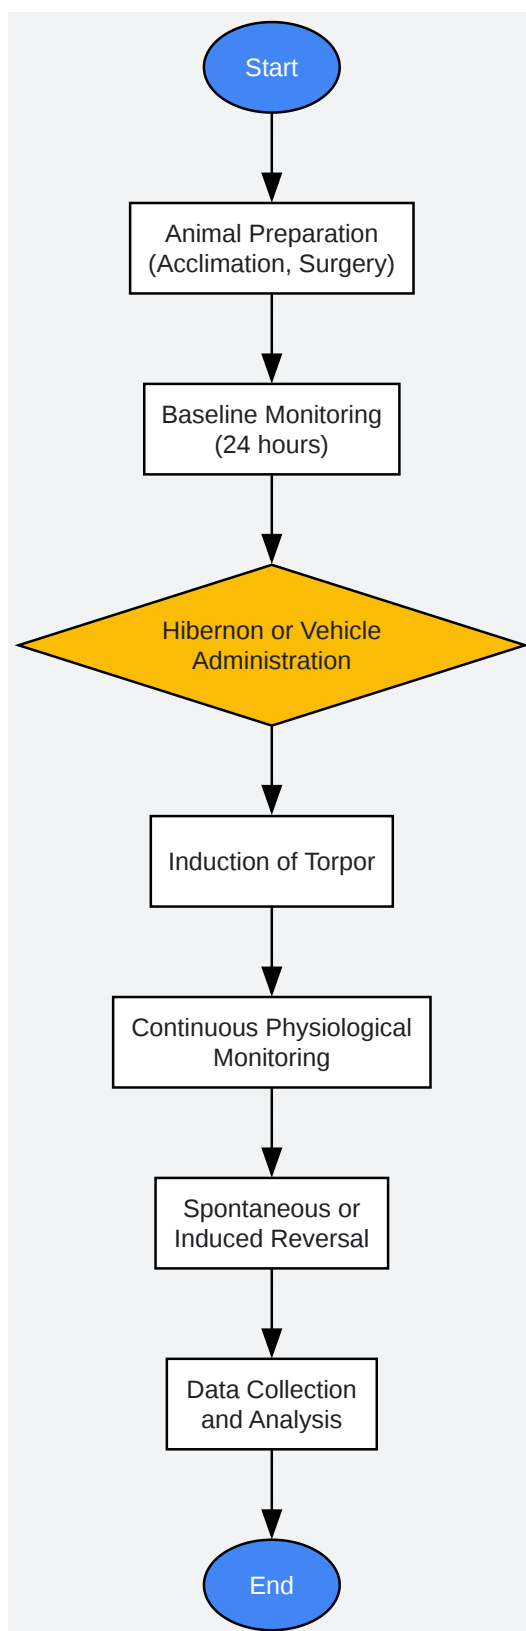 Start
Animal Preparation
(Acclimation, Surgery)
Baseline Monitoring
(24 hours)
Hibernon or Vehicle
Administration
Induction of Torpor
Continuous Physiological
Monitoring
Spontaneous or
Induced Reversal
Data Collection
and Analysis
End